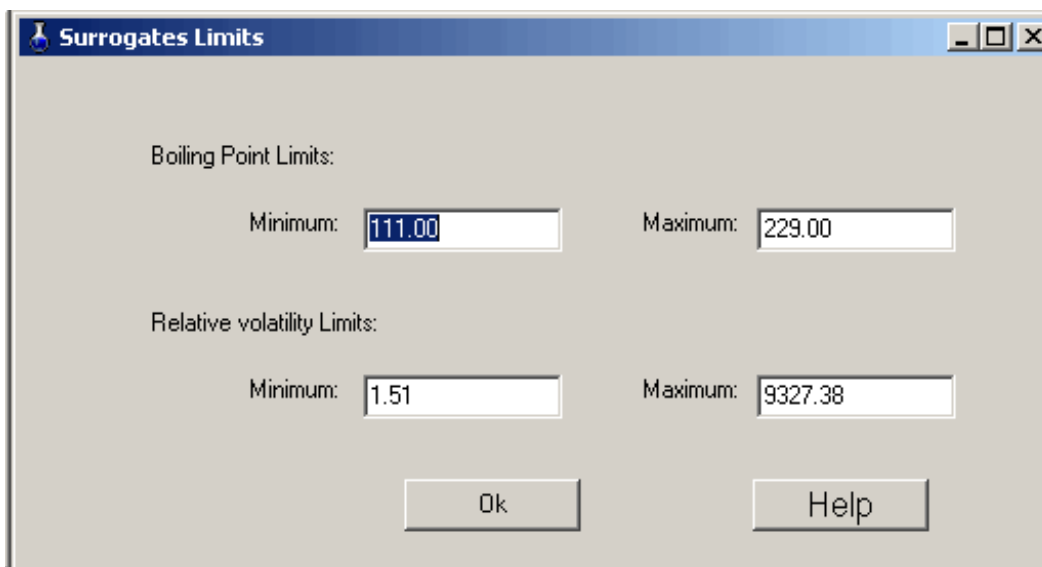 Surrogates Limits
Boiling Point Limits:
Minimum: 111.00 Maximum: 229.00
Relative volatility Limits:
Minimum: 1.51 Maximum: 9327.38
Ok Help